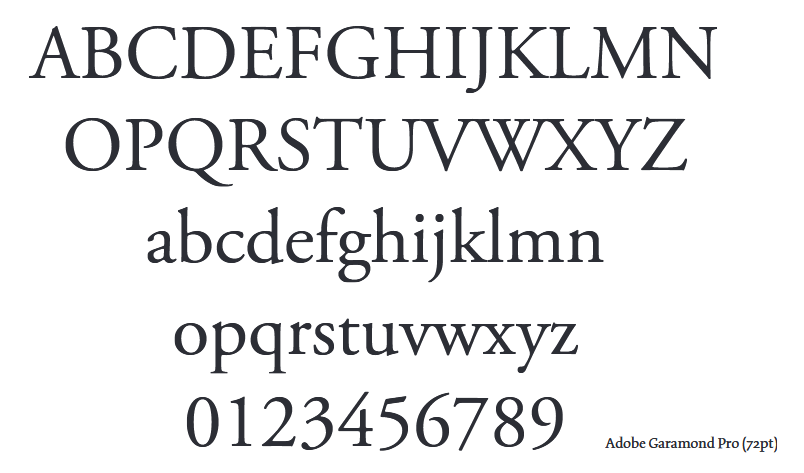 ABCDEFGHIJKLMN
OPQRSTUVWXYZ
abcdefghijklmn
opqrstuvwxyz
0123456789
Adobe Garamond Pro (72pt)